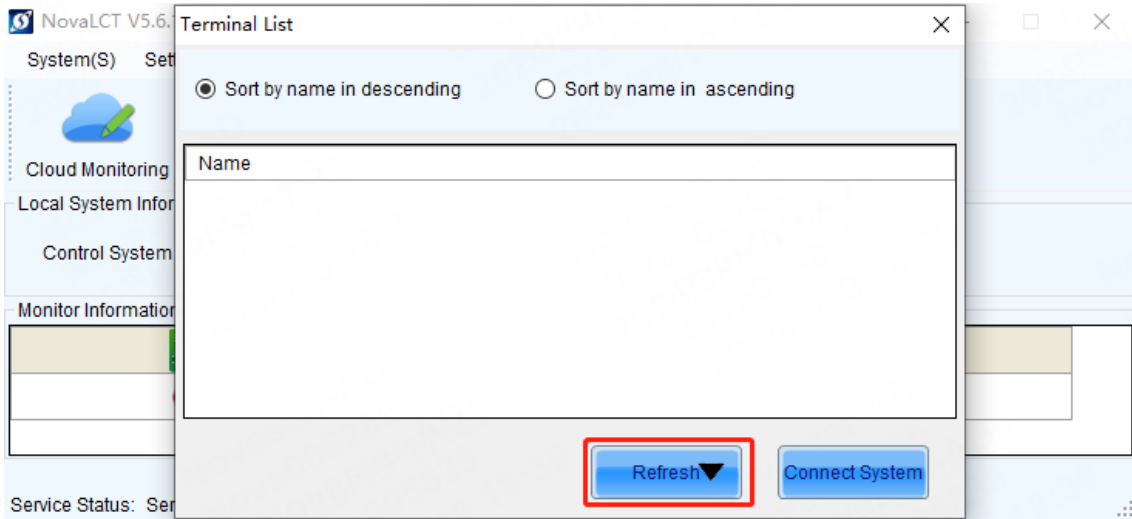 NovaLCT V5.6.
Terminal List
System(S) Sett
Sort by name in descending
Sort by name in ascending
Cloud Monitoring
Name
Local System Infor
Control System
Monitor Information
Refresh
Connect System
Service Status: Ser